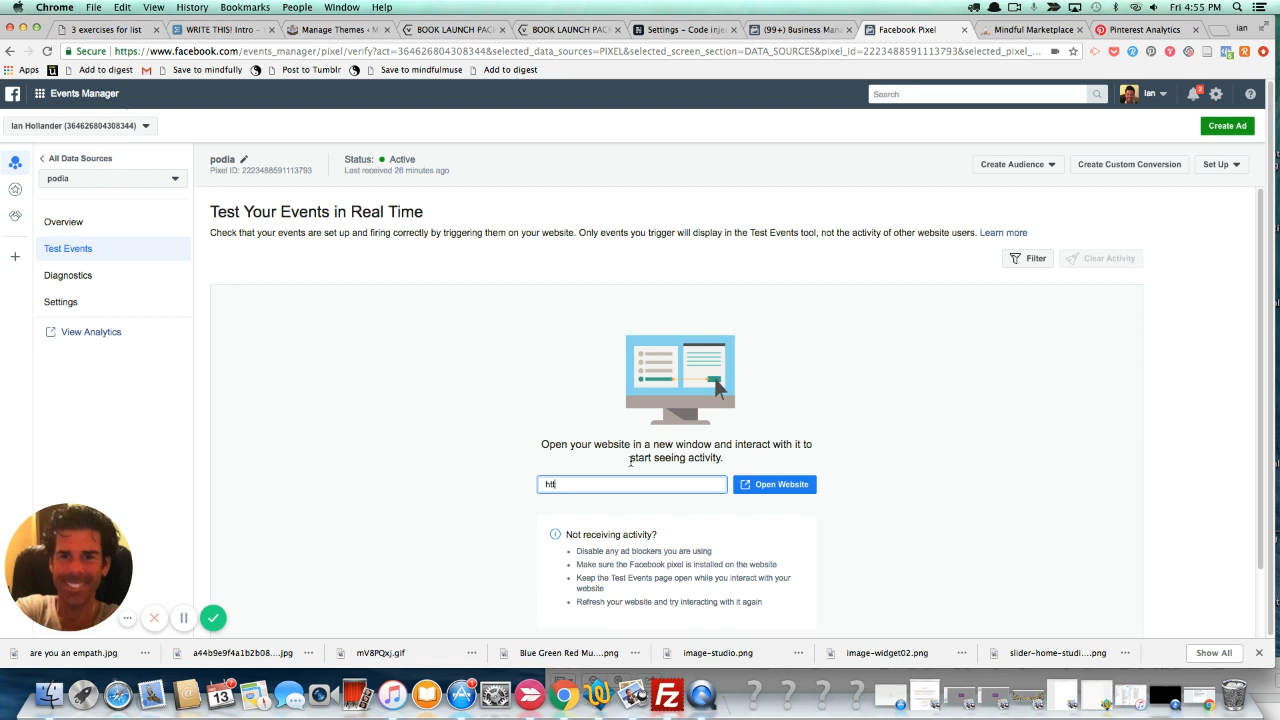 Chrome File Edit View History Bookmarks People Window Help
Fri 4:55 PM
3 exercises for list
WRITE THIS! Intro –
Manage Themes ‹ M
BOOK LAUNCH PAC
BOOK LAUNCH PAC
Settings – Code injec
(99+) Business Mana
Facebook Pixel
Mindful Marketplace
Pinterest Analytics
ian
Secure https://www.facebook.com/events_manager/pixel/verify?act=364626804308344&selected_data_sources=PIXEL&selected_screen_section=DATA_SOURCES&pixel_id=2223488591113793&selected_pixel_...
Apps
Add to digest
Save to mindfully
Post to Tumblr
Save to mindfulmuse
Add to digest
Events Manager
Search
Ian
2
Ian Hollander (364626804308344)
Create Ad
All Data Sources
podia
podia
Pixel ID: 2223488591113793
Status: Active
Last received 26 minutes ago
Create Audience
Create Custom Conversion
Set Up
Overview
Test Events
Diagnostics
Settings
View Analytics
Test Your Events in Real Time
Check that your events are set up and firing correctly by triggering them on your website. Only events you trigger will display in the Test Events tool, not the activity of other website users. Learn more
Filter
Clear Activity
Open your website in a new window and interact with it to
start seeing activity.
htt
Open Website
Not receiving activity?
• Disable any ad blockers you are using
• Make sure the Facebook pixel is installed on the website
• Keep the Test Events page open while you interact with your
website
• Refresh your website and try interacting with it again
are you an empath.jpg
a44b9e9f4a1b2b08....jpg
mV8PQxj.gif
Blue Green Red Mu....png
image-studio.png
image-widget02.png
slider-home-studi....png
Show All